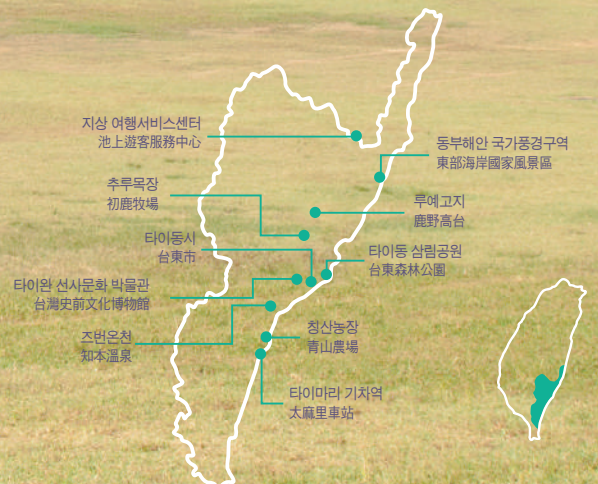 지상 여행서비스센터
池上遊客服務中心
동부해안 국가풍경구역
東部海岸國家風景區
추루목장
初鹿牧場
루예고지
鹿野高台
타이동시
台東市
타이동 삼림공원
台東森林公園
타이완 선사문화 박물관
台灣史前文化博物館
즈번온천
知本溫泉
칭산농장
青山農場
타이마리 기차역
太麻里車站